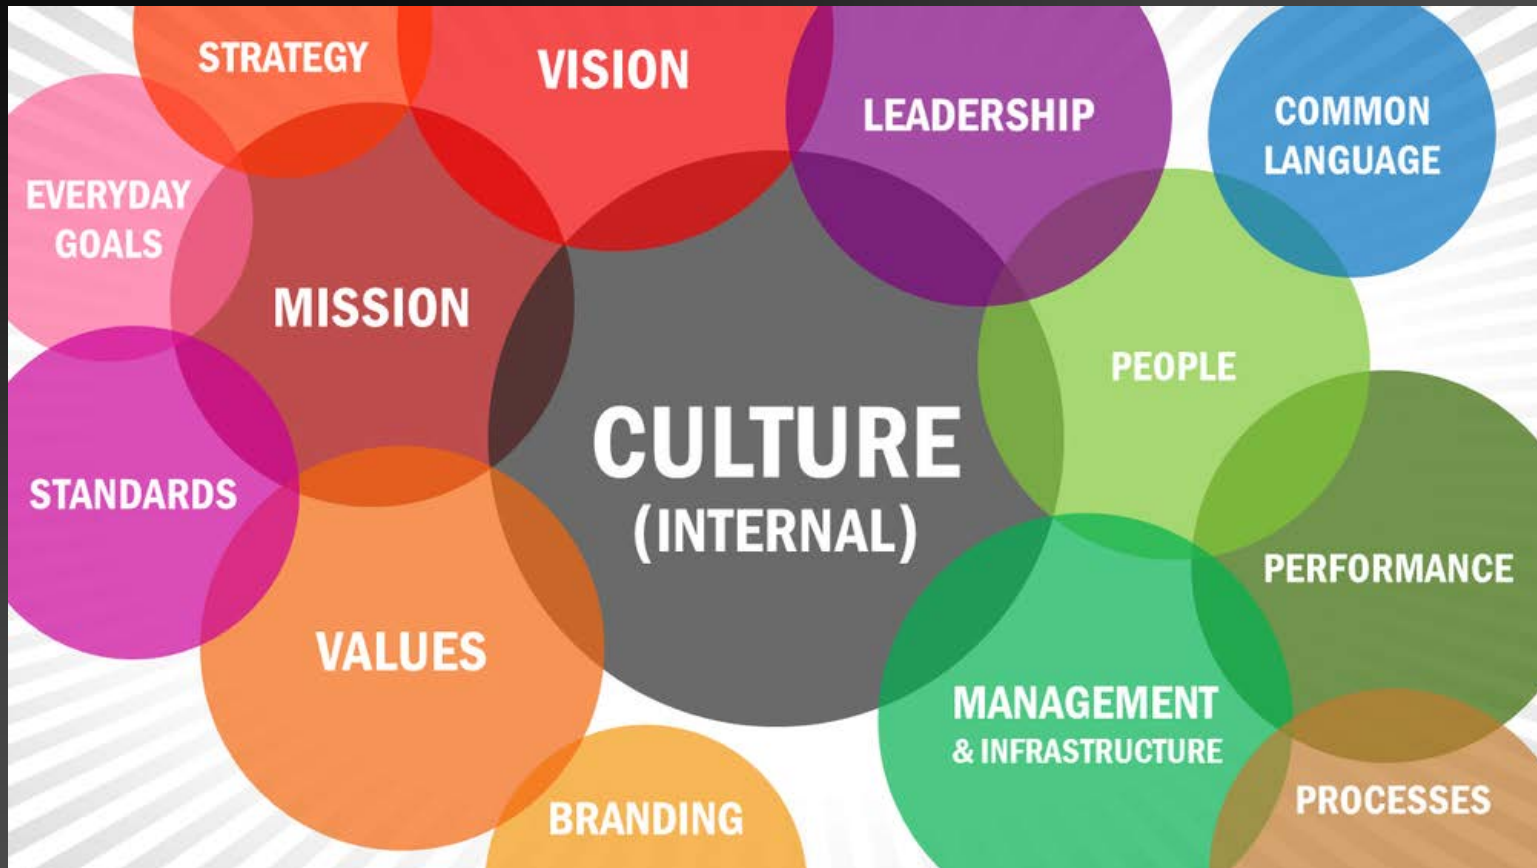 STRATEGY
VISION
LEADERSHIP
COMMON
LANGUAGE
EVERYDAY
GOALS
MISSION
PEOPLE
CULTURE
(INTERNAL)
STANDARDS
PERFORMANCE
VALUES
MANAGEMENT
& INFRASTRUCTURE
BRANDING
PROCESSES